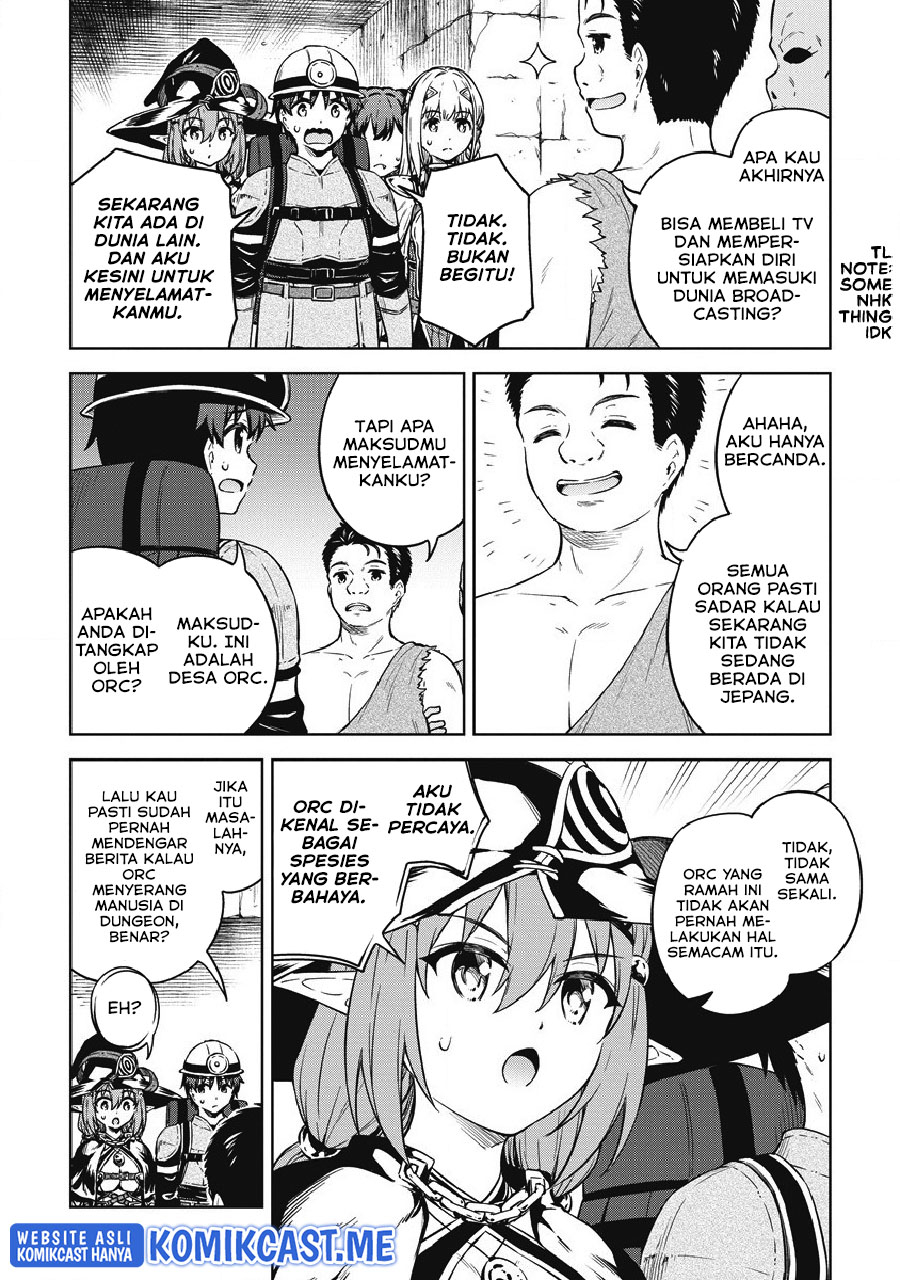 APA KAU
AKHIRNYA
BISA MEMBELI TV
DAN MEMPER-
SIAPKAN DIRI
UNTUK MEMASUKI
DUNIA BROAD-
CASTING?
TL
NOTE:
SOME
NHK
THING
IDK
TIDAK.
TIDAK.
BUKAN
BEGITU!
SEKARANG
KITA ADA DI
DUNIA LAIN.
DAN AKU
KESINI UNTUK
MENYELAMAT-
KANMU.
AHAHA,
AKU HANYA
BERCANDA.
SEMUA
ORANG PASTI
SADAR KALAU
SEKARANG
KITA TIDAK
SEDANG
BERADA DI
JEPANG.
TAPI APA
MAKSUDMU
MENYELAMAT-
KANKU?
MAKSUD-
KU. INI
ADALAH
DESA ORC.
APAKAH
ANDA DI-
TANGKAP
OLEH
ORC?
TIDAK,
TIDAK
SAMA
SEKALI.
ORC YANG
RAMAH INI
TIDAK AKAN
PERNAH ME-
LAKUKAN HAL
SEMACAM ITU.
AKU
TIDAK
PERCAYA.
ORC DI-
KENAL SE-
BAGAI
SPESIES
YANG BER-
BAHAYA.
JIKA
ITU
MASA-
LAH-
NYA,
LALU KAU
PASTI SUDAH
PERNAH
MENDENGAR
BERITA KALAU
ORC
MENYERANG
MANUSIA DI
DUNGEON,
BENAR?
EH?
WEBSITE ASLI
KOMIKCAST HANYA
KOMIKCAST.ME